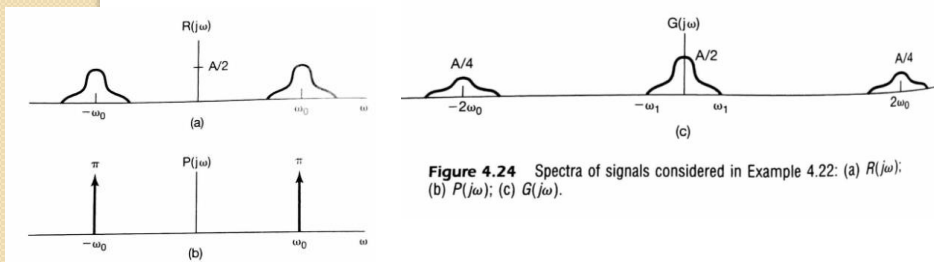 R(jω)
A/2
−ω₀
ω₀
ω
(a)
P(jω)
π
π
−ω₀
ω₀
ω
(b)
G(jω)
A/4
A/2
A/4
−2ω₀
−ω₁
ω₁
2ω₀
(c)
Figure 4.24 Spectra of signals considered in Example 4.22: (a) R(jω);
(b) P(jω); (c) G(jω).